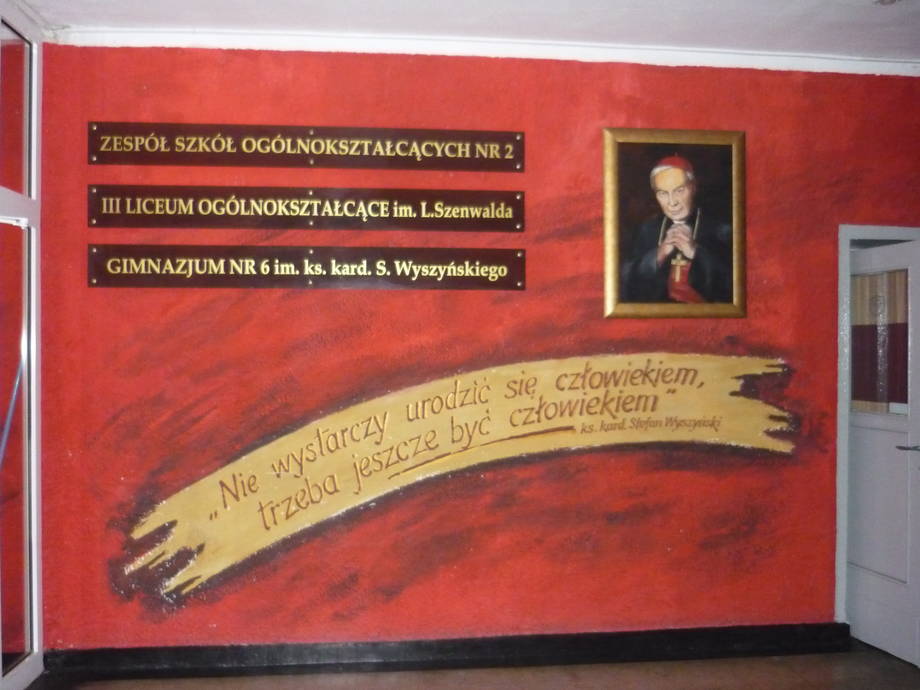 ZESPÓŁ SZKÓŁ OGÓLNOKSZTAŁCĄCYCH NR 2
III LICEUM OGÓLNOKSZTAŁCĄCE im. L.Szenwalda
GIMNAZJUM NR 6 im. ks. kard. S. Wyszyńskiego
„Nie wystarczy urodzić się człowiekiem,
trzeba jeszcze być człowiekiem"
ks. kard. Stefan Wyszyński